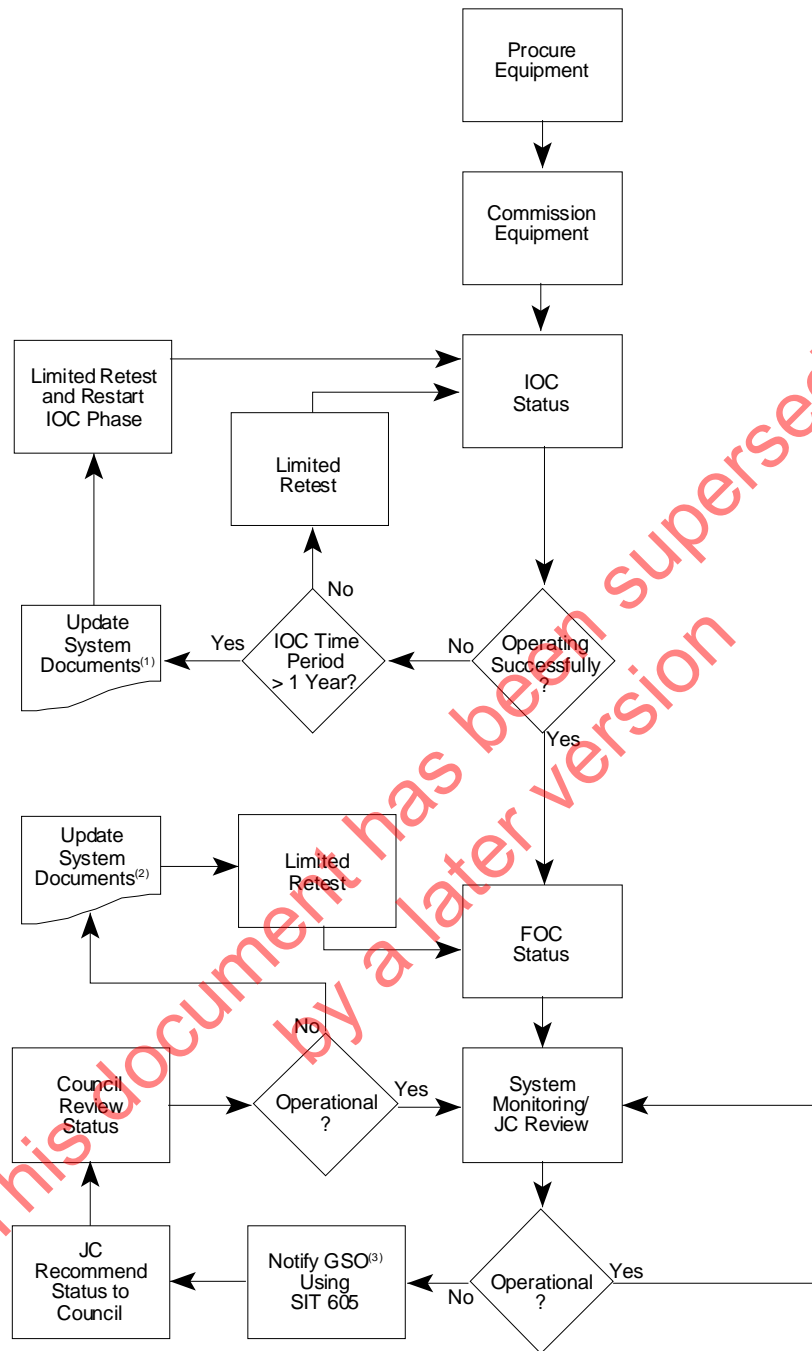 Procure
Equipment
Commission
Equipment
Limited Retest
and Restart
IOC Phase
IOC
Status
Limited
Retest
No
Update
System
Documents(1)
Yes
IOC Time
Period
> 1 Year?
No
Operating
Successfully
?
Yes
Update
System
Documents(2)
Limited
Retest
FOC
Status
No
Council
Review
Status
Operational
?
Yes
System
Monitoring/
JC Review
JC
Recommend
Status to
Council
Notify GSO(3)
Using
SIT 605
No
Operational
?
Yes
This document has been supersed
by a later version